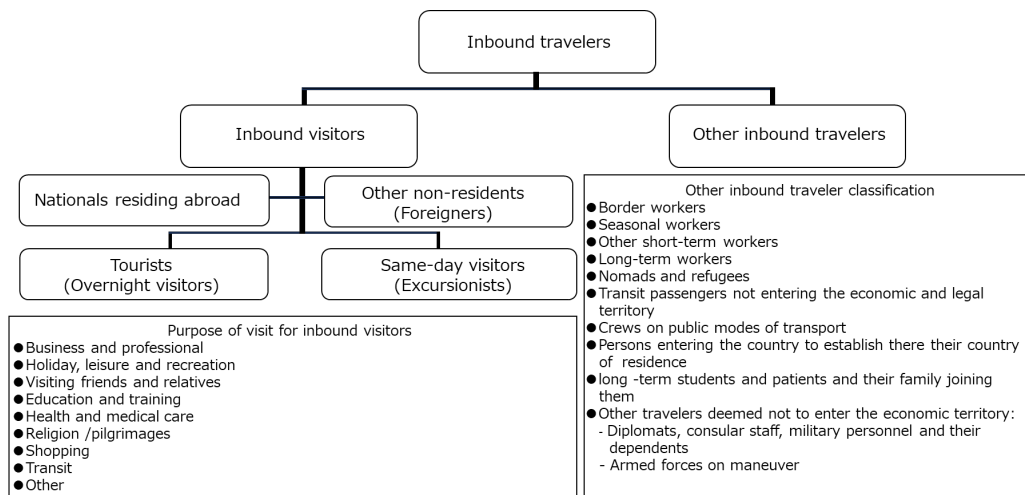 Inbound travelers
Inbound visitors
Other inbound travelers
Nationals residing abroad
Other non-residents
(Foreigners)
Tourists
(Overnight visitors)
Same-day visitors
(Excursionists)
Purpose of visit for inbound visitors
●Business and professional
●Holiday, leisure and recreation
●Visiting friends and relatives
●Education and training
●Health and medical care
●Religion /pilgrimages
●Shopping
●Transit
●Other
Other inbound traveler classification
●Border workers
●Seasonal workers
●Other short-term workers
●Long-term workers
●Nomads and refugees
●Transit passengers not entering the economic and legal
territory
●Crews on public modes of transport
●Persons entering the country to establish there their country
of residence
●long -term students and patients and their family joining
them
●Other travelers deemed not to enter the economic territory:
- Diplomats, consular staff, military personnel and their
dependents
- Armed forces on maneuver